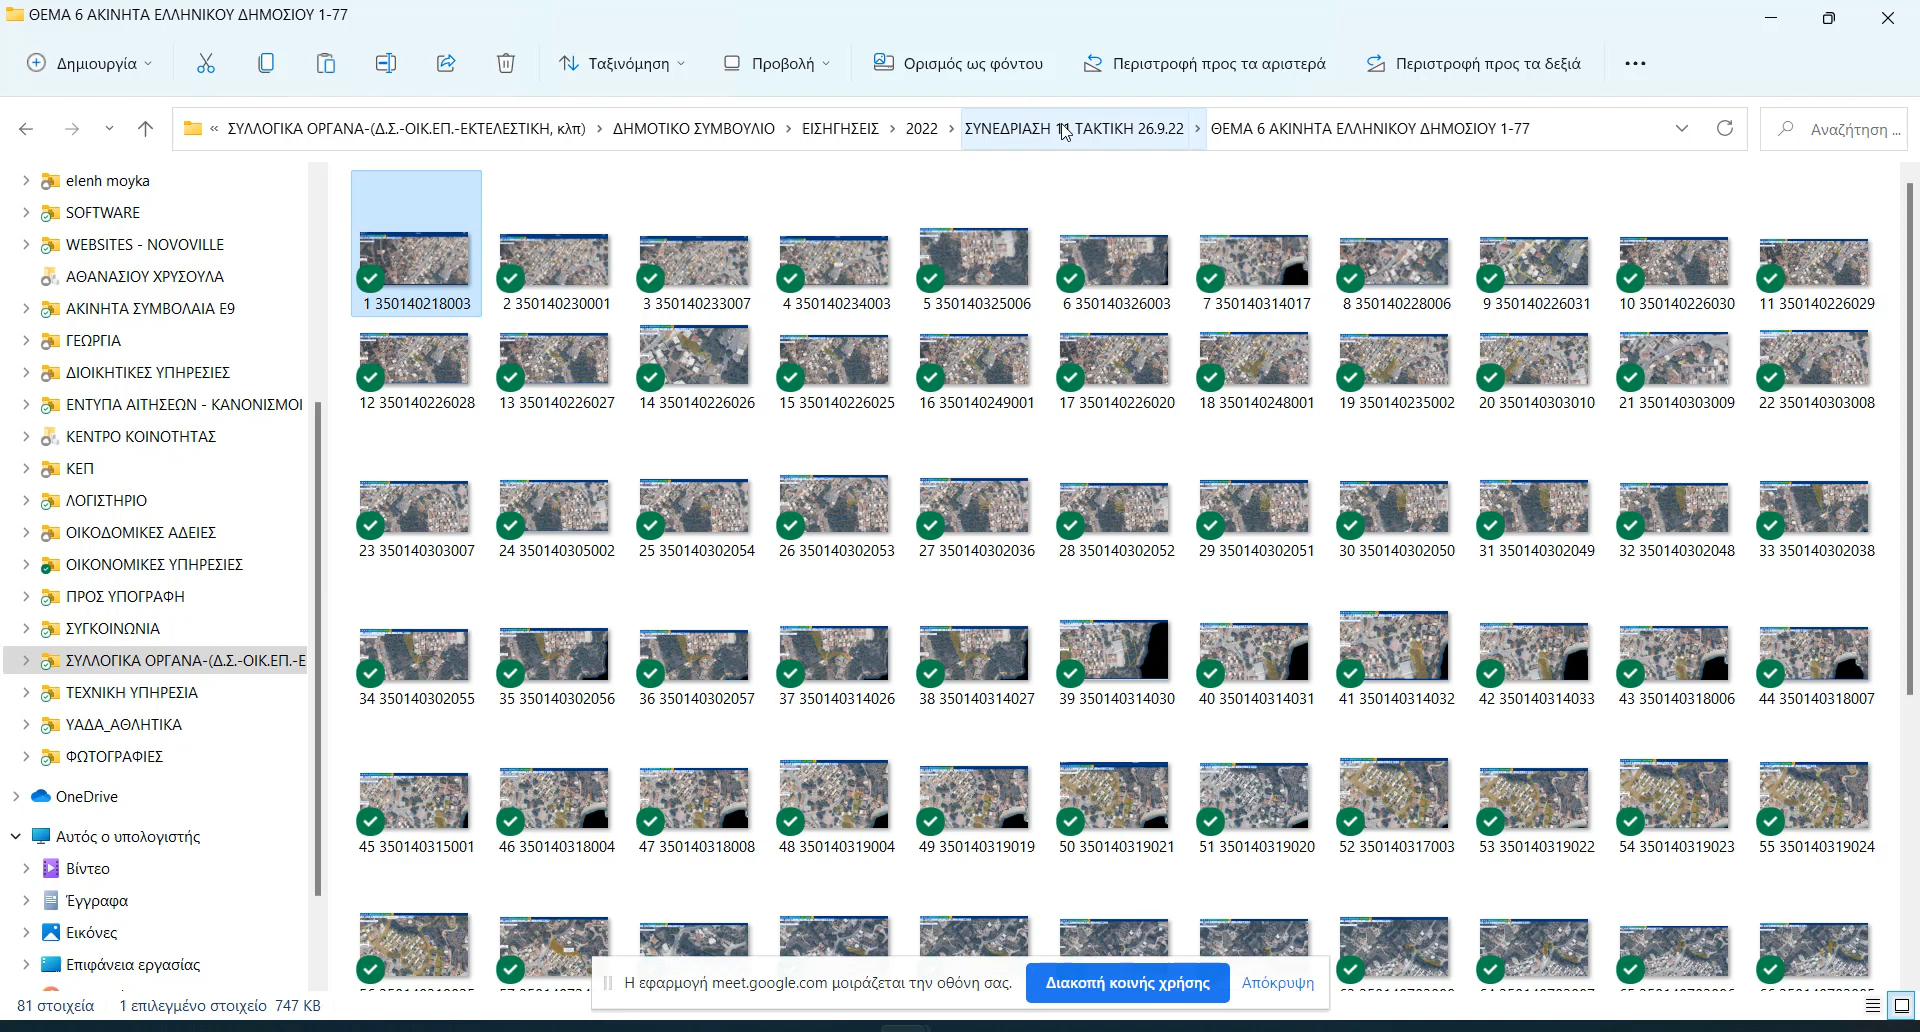 ΘΕΜΑ 6 ΑΚΙΝΗΤΑ ΕΛΛΗΝΙΚΟΥ ΔΗΜΟΣΙΟΥ 1-77
Δημιουργία
Ταξινόμηση
Προβολή
Ορισμός ως φόντου
Περιστροφή προς τα αριστερά
Περιστροφή προς τα δεξιά
« ΣΥΛΛΟΓΙΚΑ ΟΡΓΑΝΑ-(Δ.Σ.-ΟΙΚ.ΕΠ.-ΕΚΤΕΛΕΣΤΙΚΗ, κλπ) > ΔΗΜΟΤΙΚΟ ΣΥΜΒΟΥΛΙΟ > ΕΙΣΗΓΗΣΕΙΣ > 2022 > ΣΥΝΕΔΡΙΑΣΗ 11 ΤΑΚΤΙΚΗ 26.9.22 > ΘΕΜΑ 6 ΑΚΙΝΗΤΑ ΕΛΛΗΝΙΚΟΥ ΔΗΜΟΣΙΟΥ 1-77
Αναζήτηση ...
elenh moyka
SOFTWARE
WEBSITES - NOVOVILLE
ΑΘΑΝΑΣΙΟΥ ΧΡΥΣΟΥΛΑ
ΑΚΙΝΗΤΑ ΣΥΜΒΟΛΑΙΑ Ε9
ΓΕΩΡΓΙΑ
ΔΙΟΙΚΗΤΙΚΕΣ ΥΠΗΡΕΣΙΕΣ
ΕΝΤΥΠΑ ΑΙΤΗΣΕΩΝ - ΚΑΝΟΝΙΣΜΟΙ
ΚΕΝΤΡΟ ΚΟΙΝΟΤΗΤΑΣ
ΚΕΠ
ΛΟΓΙΣΤΗΡΙΟ
ΟΙΚΟΔΟΜΙΚΕΣ ΑΔΕΙΕΣ
ΟΙΚΟΝΟΜΙΚΕΣ ΥΠΗΡΕΣΙΕΣ
ΠΡΟΣ ΥΠΟΓΡΑΦΗ
ΣΥΓΚΟΙΝΩΝΙΑ
ΣΥΛΛΟΓΙΚΑ ΟΡΓΑΝΑ-(Δ.Σ.-ΟΙΚ.ΕΠ.-Ε
ΤΕΧΝΙΚΗ ΥΠΗΡΕΣΙΑ
ΥΑΔΑ_ΑΘΛΗΤΙΚΑ
ΦΩΤΟΓΡΑΦΙΕΣ
OneDrive
Αυτός ο υπολογιστής
Βίντεο
Έγγραφα
Εικόνες
Επιφάνεια εργασίας
1 350140218003
2 350140230001
3 350140233007
4 350140234003
5 350140325006
6 350140326003
7 350140314017
8 350140228006
9 350140226031
10 350140226030
11 350140226029
12 350140226028
13 350140226027
14 350140226026
15 350140226025
16 350140249001
17 350140226020
18 350140248001
19 350140235002
20 350140303010
21 350140303009
22 350140303008
23 350140303007
24 350140305002
25 350140302054
26 350140302053
27 350140302036
28 350140302052
29 350140302051
30 350140302050
31 350140302049
32 350140302048
33 350140302038
34 350140302055
35 350140302056
36 350140302057
37 350140314026
38 350140314027
39 350140314030
40 350140314031
41 350140314032
42 350140314033
43 350140318006
44 350140318007
45 350140315001
46 350140318004
47 350140318008
48 350140319004
49 350140319019
50 350140319021
51 350140319020
52 350140317003
53 350140319022
54 350140319023
55 350140319024
Η εφαρμογή meet.google.com μοιράζεται την οθόνη σας.
Διακοπή κοινής χρήσης
Απόκρυψη
81 στοιχεία
1 επιλεγμένο στοιχείο 747 KB